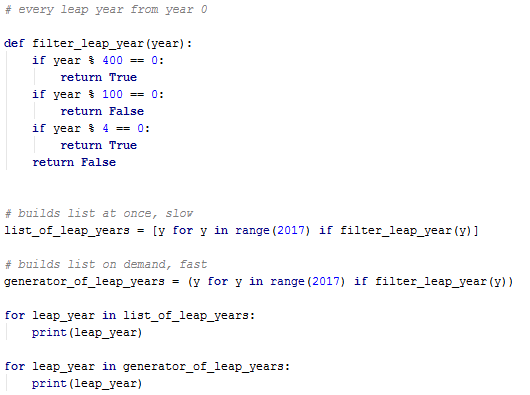 # every leap year from year 0
def filter_leap_year(year):
    if year % 400 == 0:
        return True
    if year % 100 == 0:
        return False
    if year % 4 == 0:
        return True
    return False
# builds list at once, slow
list_of_leap_years = [y for y in range(2017) if filter_leap_year(y)]
# builds list on demand, fast
generator_of_leap_years = (y for y in range(2017) if filter_leap_year(y))
for leap_year in list_of_leap_years:
    print(leap_year)
for leap_year in generator_of_leap_years:
    print(leap_year)